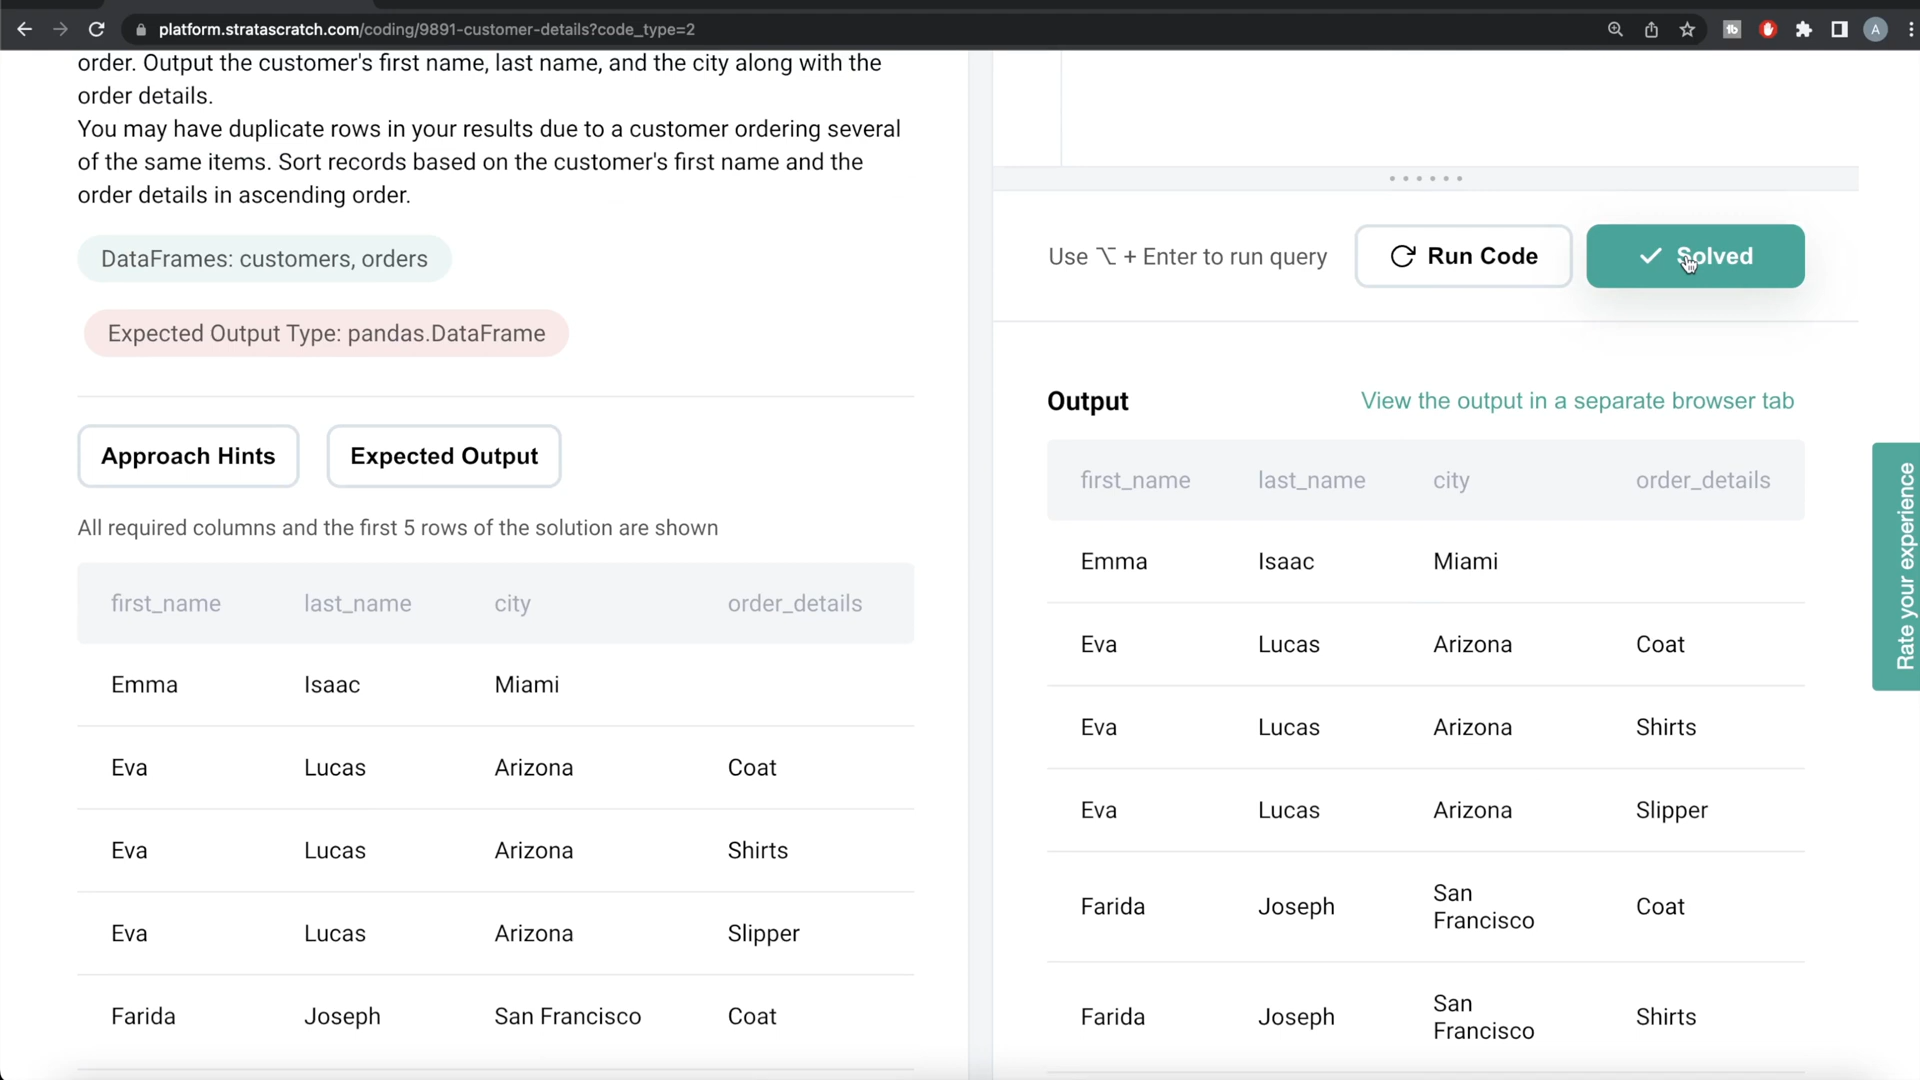 platform.stratascratch.com/coding/9891-customer-details?code_type=2
A
order. Output the customer's first name, last name, and the city along with the
order details.
You may have duplicate rows in your results due to a customer ordering several
of the same items. Sort records based on the customer's first name and the
order details in ascending order.
DataFrames: customers, orders
Expected Output Type: pandas.DataFrame
Approach Hints
Expected Output
All required columns and the first 5 rows of the solution are shown
first_name last_name city order_details
Emma Isaac Miami
Eva Lucas Arizona Coat
Eva Lucas Arizona Shirts
Eva Lucas Arizona Slipper
Farida Joseph San Francisco Coat
Use ⌥ + Enter to run query
Run Code
Solved
Output
View the output in a separate browser tab
first_name last_name city order_details
Emma Isaac Miami
Eva Lucas Arizona Coat
Eva Lucas Arizona Shirts
Eva Lucas Arizona Slipper
Farida Joseph San Francisco Coat
Farida Joseph San Francisco Shirts
Rate your experience